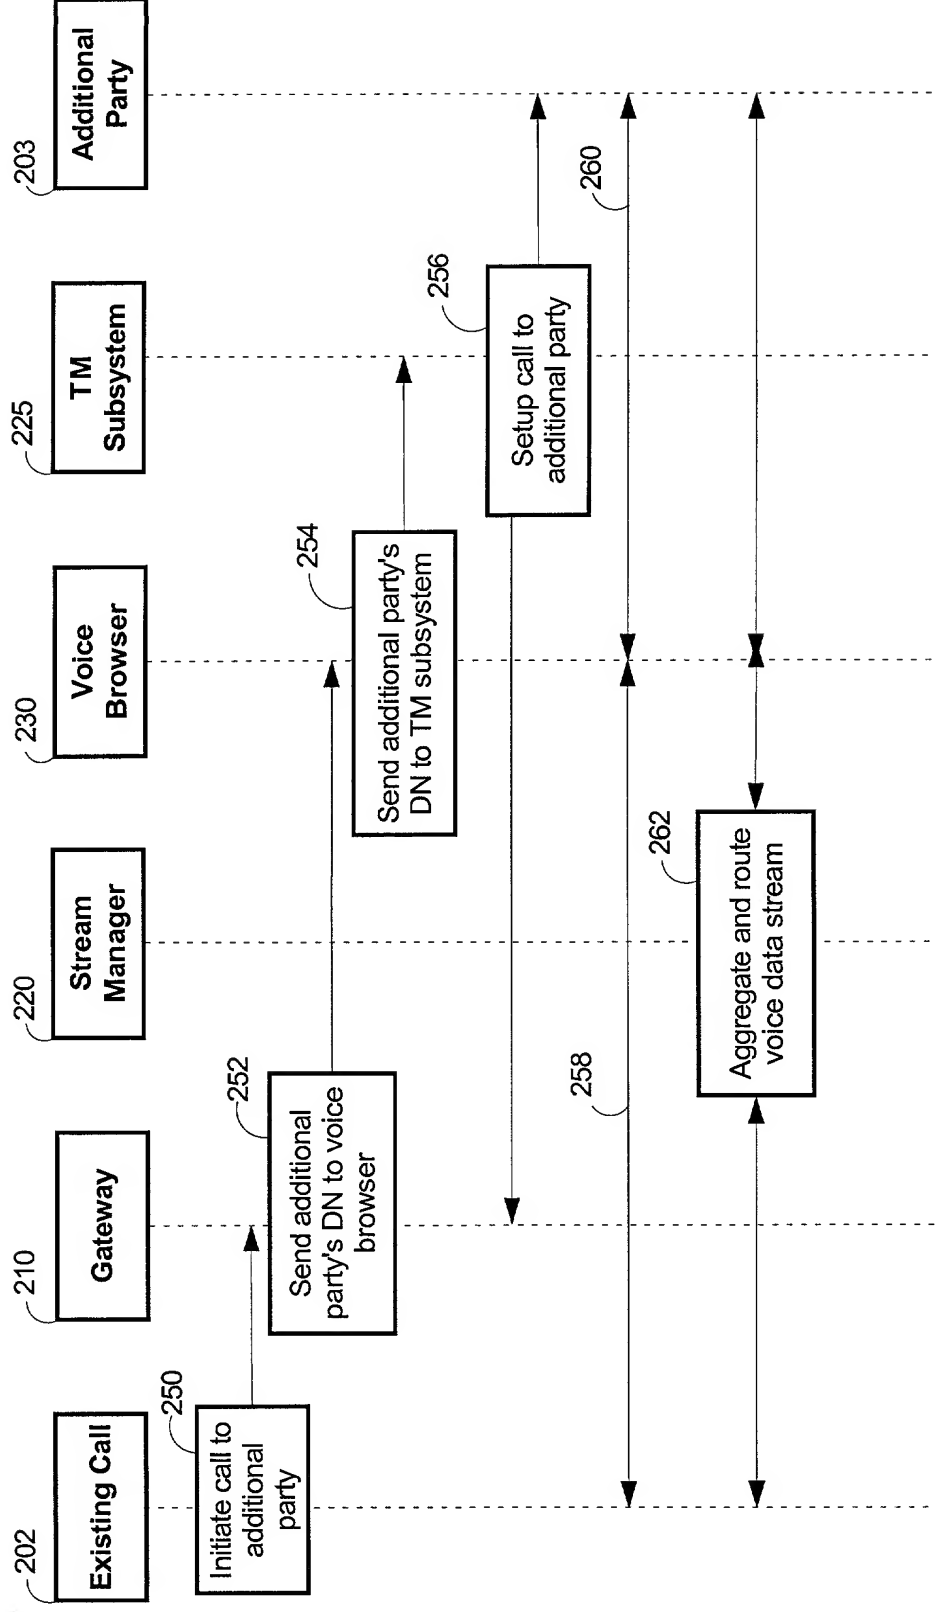 202
Existing Call
210
Gateway
220
Stream
Manager
230
Voice
Browser
225
TM
Subsystem
203
Additional
Party
250
Initiate call to
additional
party
252
Send additional
party's DN to voice
browser
254
Send additional party's
DN to TM subsystem
256
Setup call to
additional party
258
260
262
Aggregate and route
voice data stream